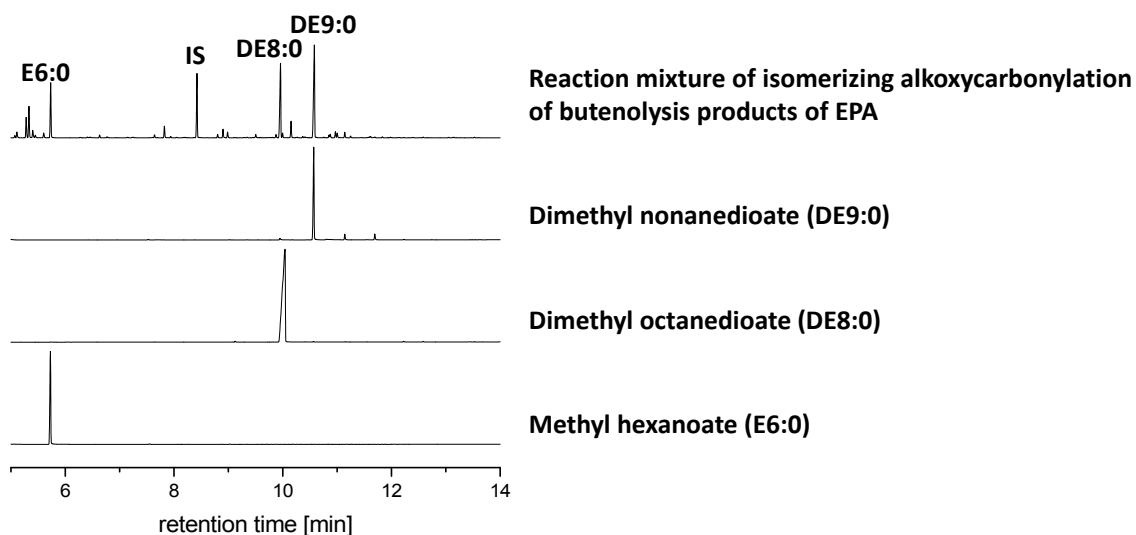 DE9:0
IS
DE8:0
E6:0
Reaction mixture of isomerizing alkoxycarbonylation
of butenolysis products of EPA
Dimethyl nonanedioate (DE9:0)
Dimethyl octanedioate (DE8:0)
Methyl hexanoate (E6:0)
6 8 10 12 14
retention time [min]